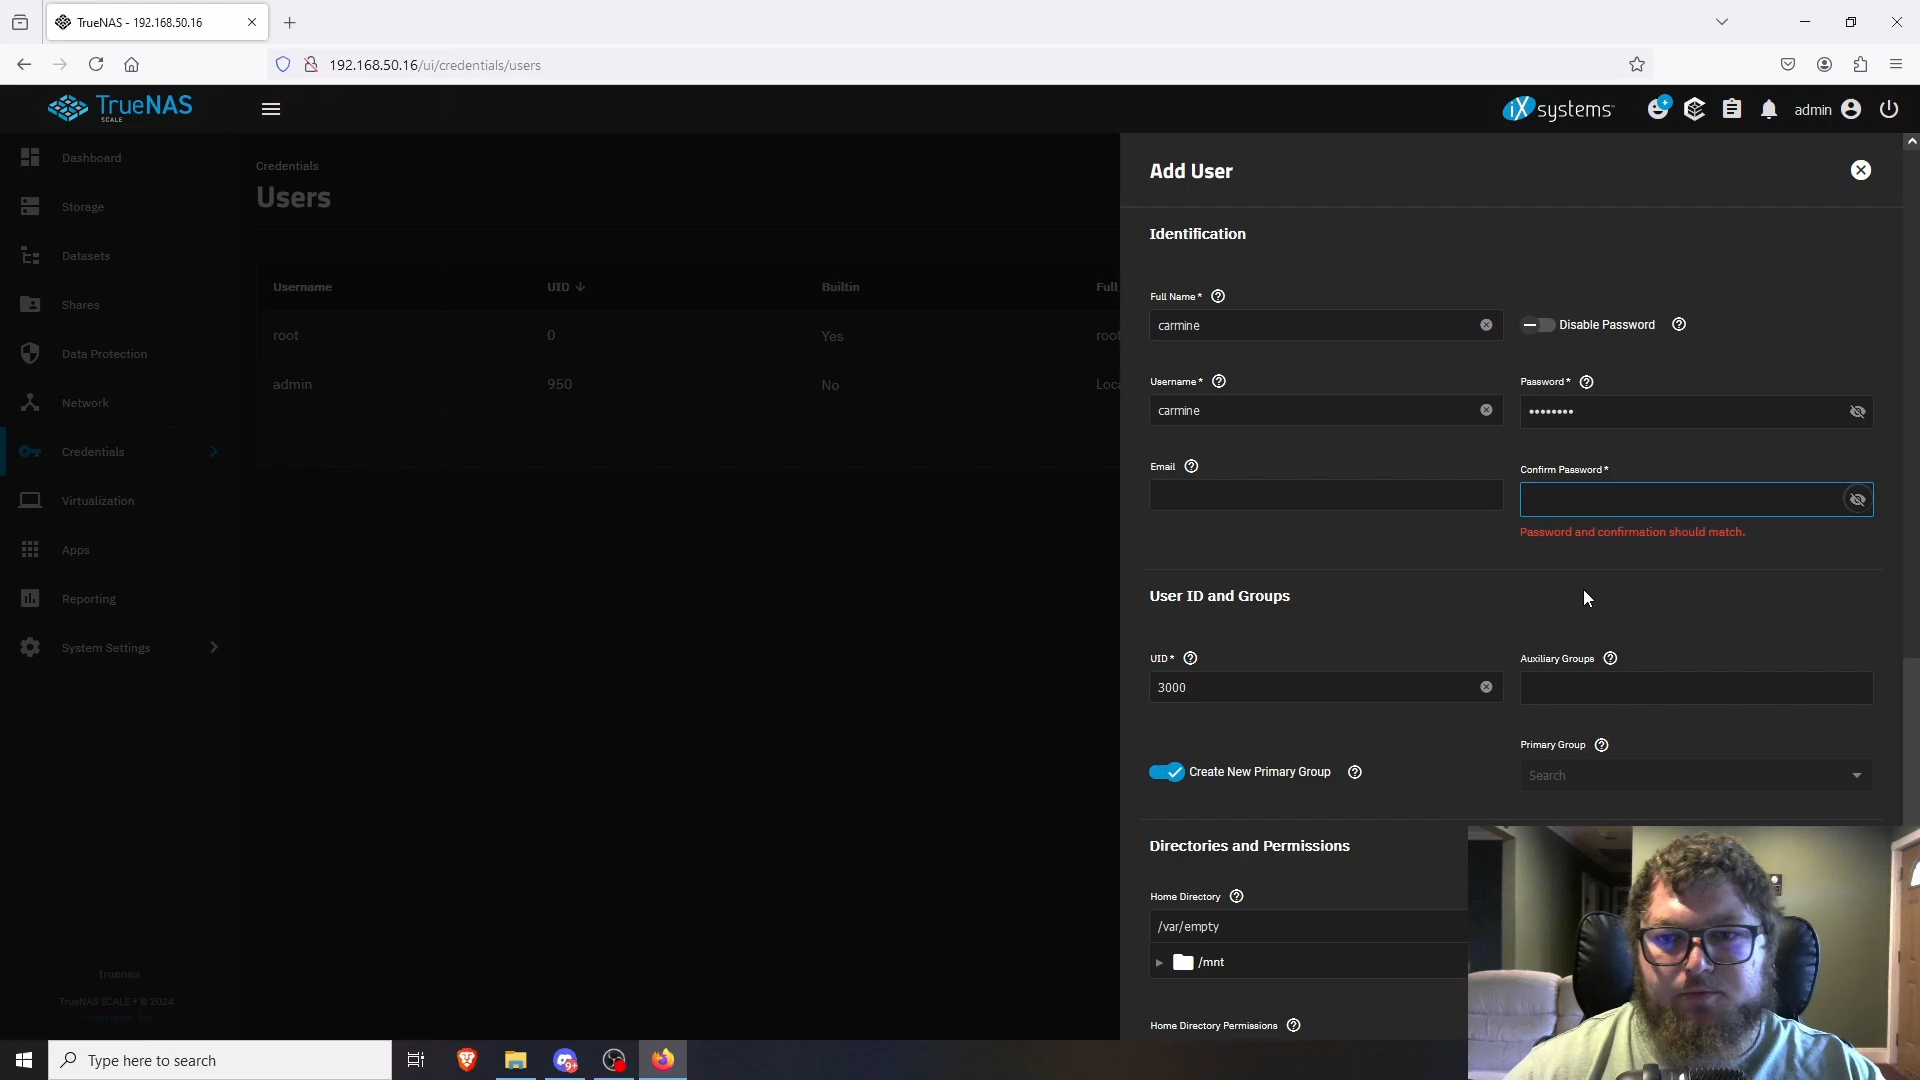 TrueNAS - 192.168.50.16
192.168.50.16/ui/credentials/users
TrueNAS
SCALE
iX systems
admin
Dashboard
Storage
Datasets
Shares
Data Protection
Network
Credentials
Virtualization
Apps
Reporting
System Settings
truenas
TrueNAS SCALE ® © 2024
Credentials
Users
Username UID Builtin Full
root 0 Yes root
admin 950 No Loca
Add User
Identification
Full Name *
carmine
Disable Password
Username *
carmine
Password *
••••••••
Email
Confirm Password *
Password and confirmation should match.
User ID and Groups
UID *
3000
Auxiliary Groups
Create New Primary Group
Primary Group
Search
Directories and Permissions
Home Directory
/var/empty
/mnt
Home Directory Permissions
Type here to search
9+